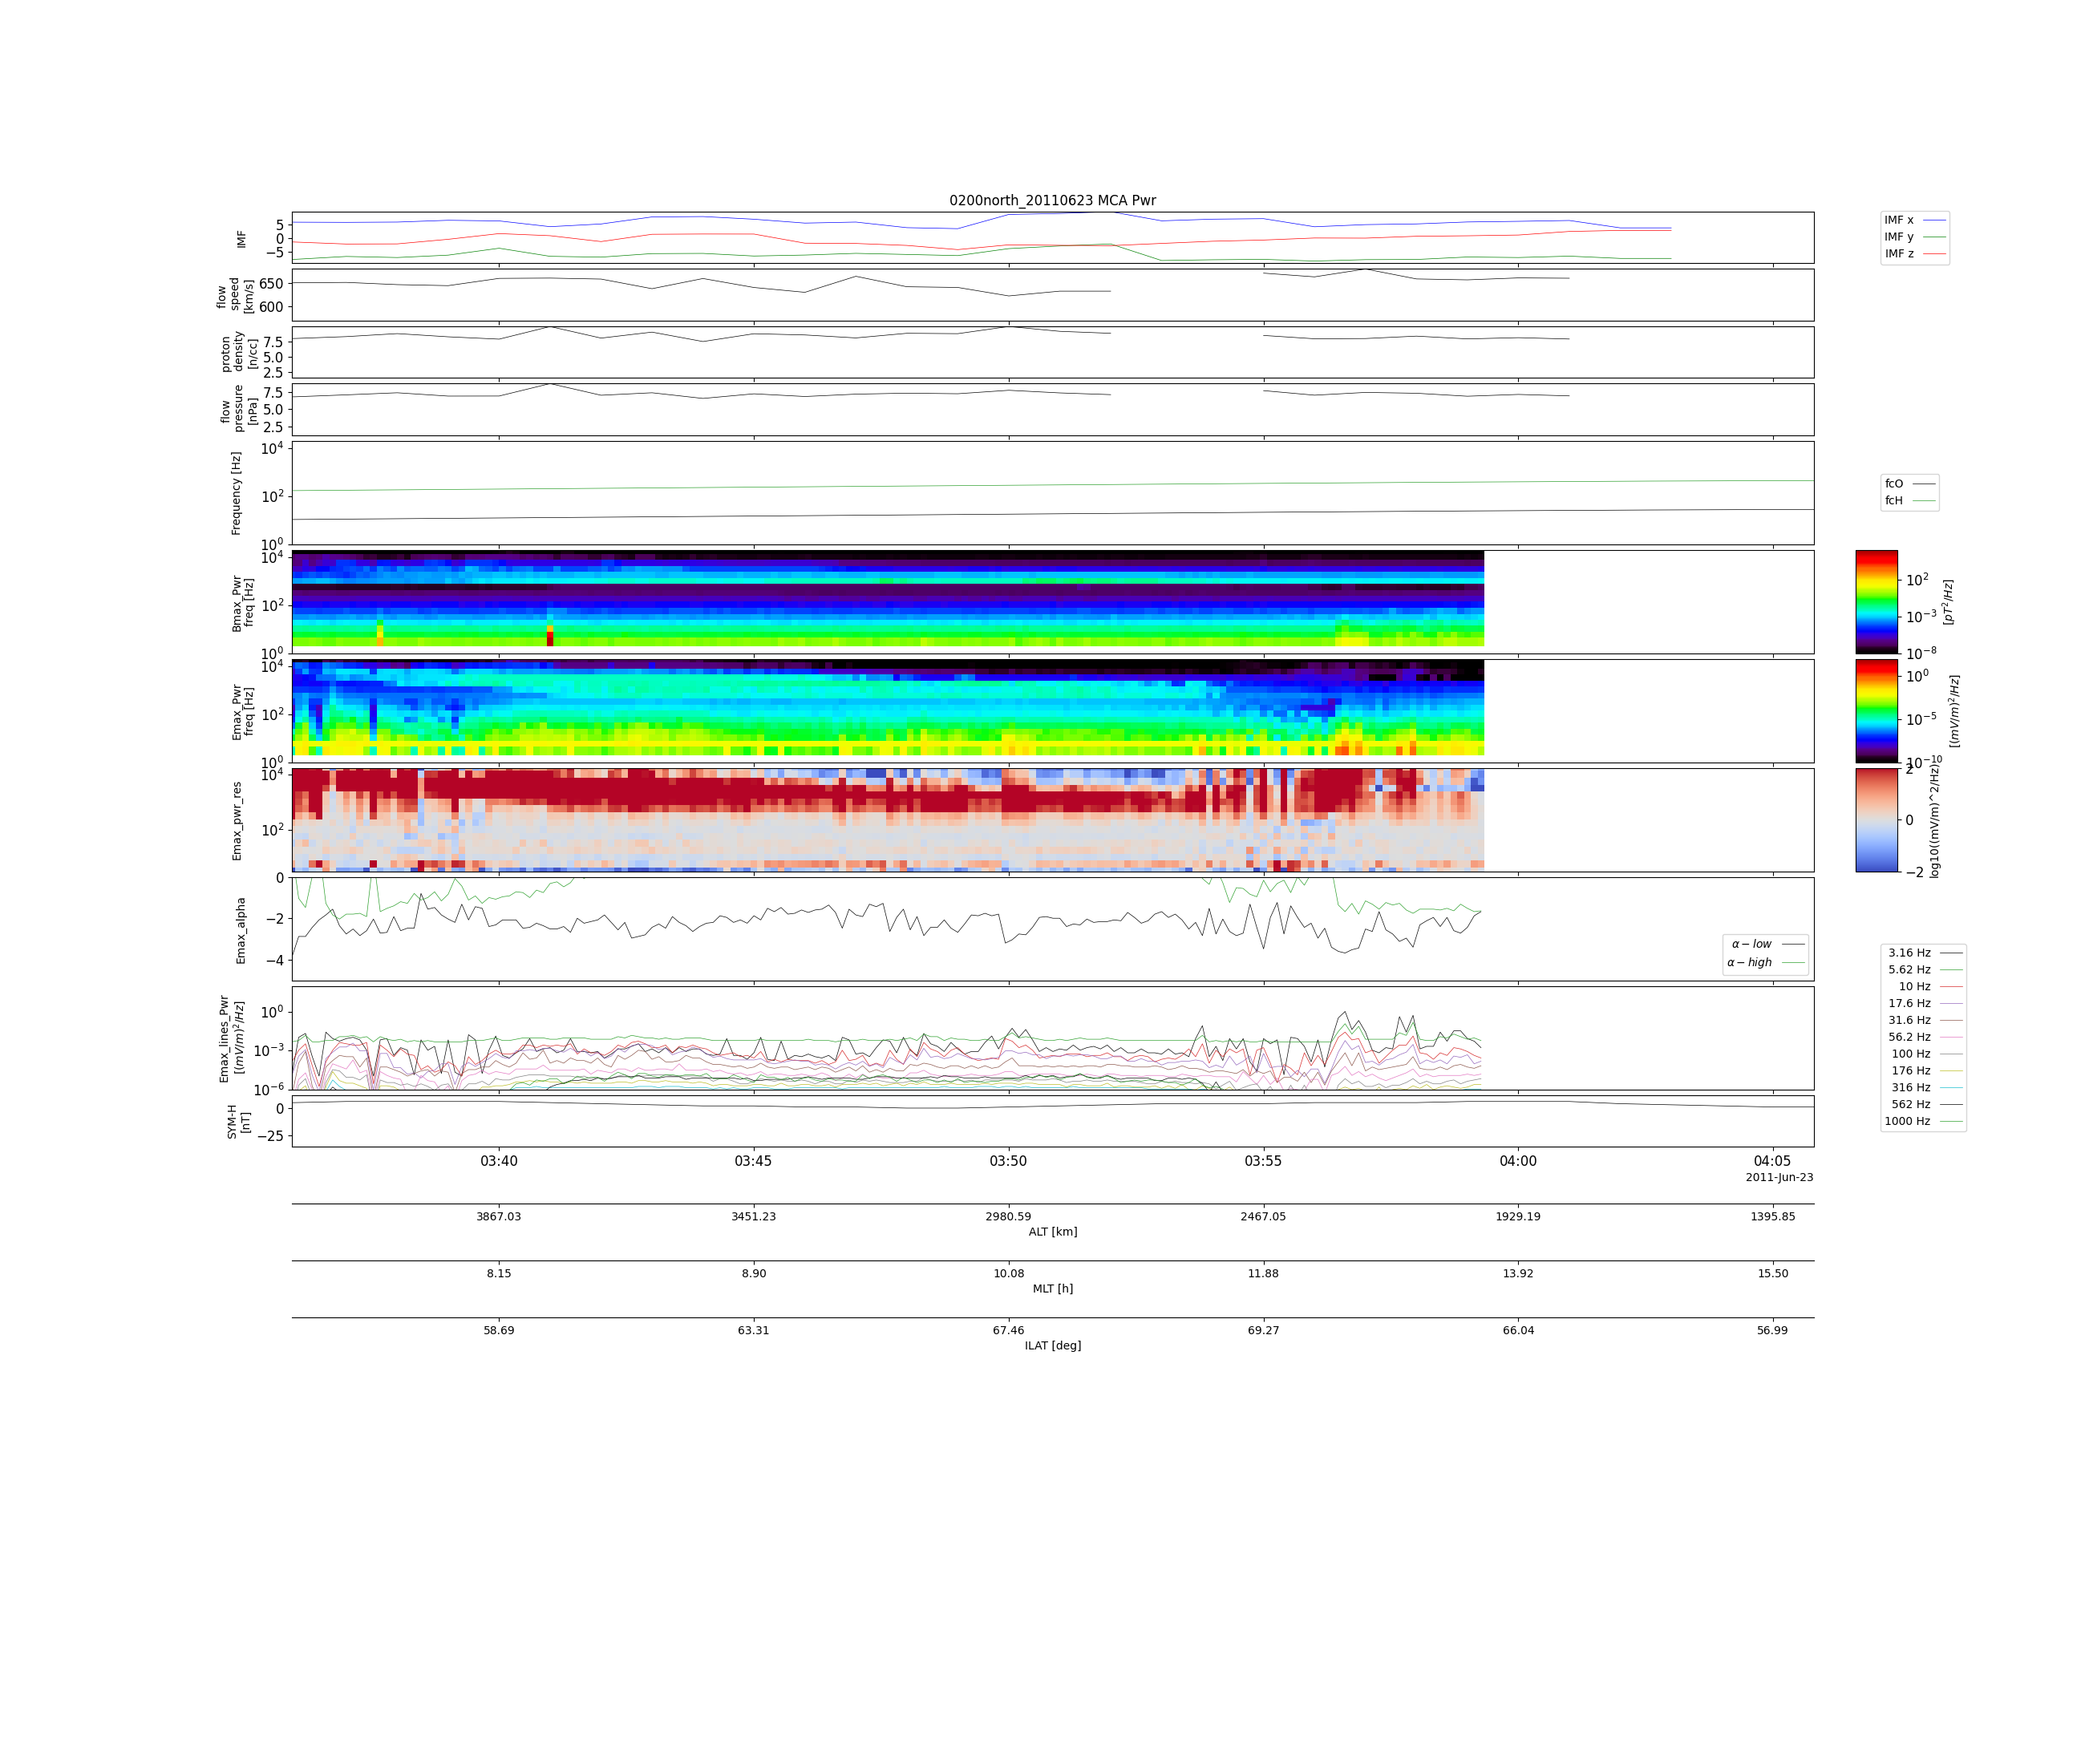 0200north_20110623 MCA Pwr
IMF
5
0
−5
IMF x
IMF y
IMF z
flow
speed
[km/s]
650
600
proton
density
[n/cc]
7.5
5.0
2.5
flow
pressure
[nPa]
7.5
5.0
2.5
Frequency [Hz]
10^4
10^2
10^0
fcO
fcH
Bmax_Pwr
freq [Hz]
10^4
10^2
10^0
10^2
10^−3
10^−8
[pT^2/Hz]
Emax_Pwr
freq [Hz]
10^4
10^2
10^0
10^0
10^−5
10^−10
[(mV/m)^2/Hz]
Emax_pwr_res
10^4
10^2
2
0
−2
log10((mV/m)^2/Hz)
Emax_alpha
0
−2
−4
α − low
α − high
Emax_lines_Pwr
[(mV/m)^2/Hz]
10^0
10^−3
10^−6
3.16 Hz
5.62 Hz
10 Hz
17.6 Hz
31.6 Hz
56.2 Hz
100 Hz
176 Hz
316 Hz
562 Hz
1000 Hz
SYM-H
[nT]
0
−25
03:40 03:45 03:50 03:55 04:00 04:05
2011-Jun-23
3867.03 3451.23 2980.59 2467.05 1929.19 1395.85
ALT [km]
8.15 8.90 10.08 11.88 13.92 15.50
MLT [h]
58.69 63.31 67.46 69.27 66.04 56.99
ILAT [deg]